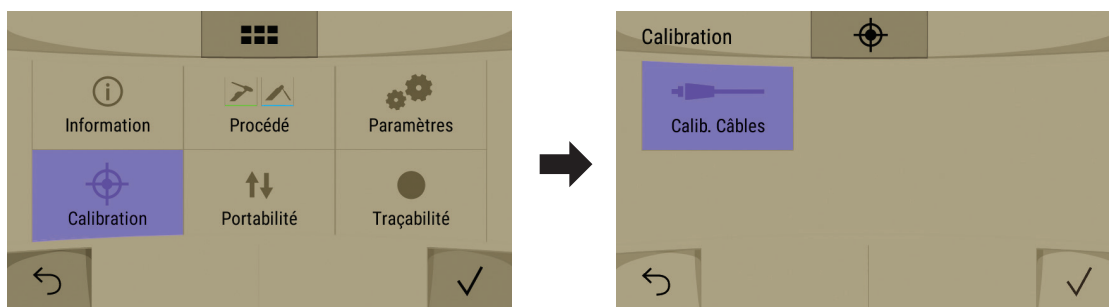 Information
Procédé
Paramètres
Calibration
Portabilité
Traçabilité
Calibration
Calib. Câbles